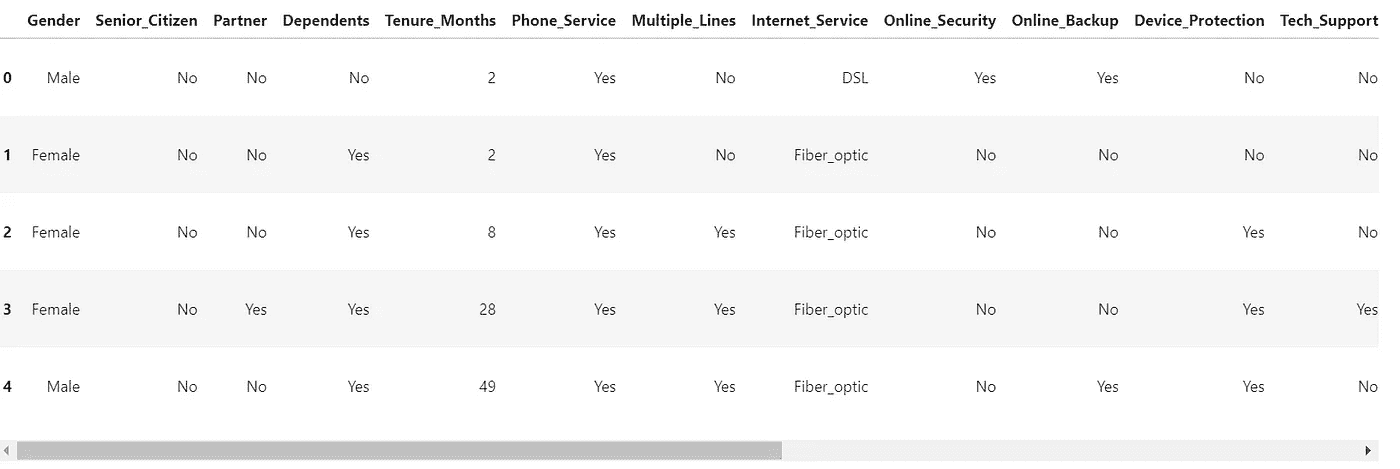 Gender Senior_Citizen Partner Dependents Tenure_Months Phone_Service Multiple_Lines Internet_Service Online_Security Online_Backup Device_Protection Tech_Support
0 Male No No No 2 Yes No DSL Yes Yes No No
1 Female No No Yes 2 Yes No Fiber_optic No No No No
2 Female No No Yes 8 Yes Yes Fiber_optic No No Yes No
3 Female No Yes Yes 28 Yes Yes Fiber_optic No No Yes Yes
4 Male No No Yes 49 Yes Yes Fiber_optic No Yes Yes No